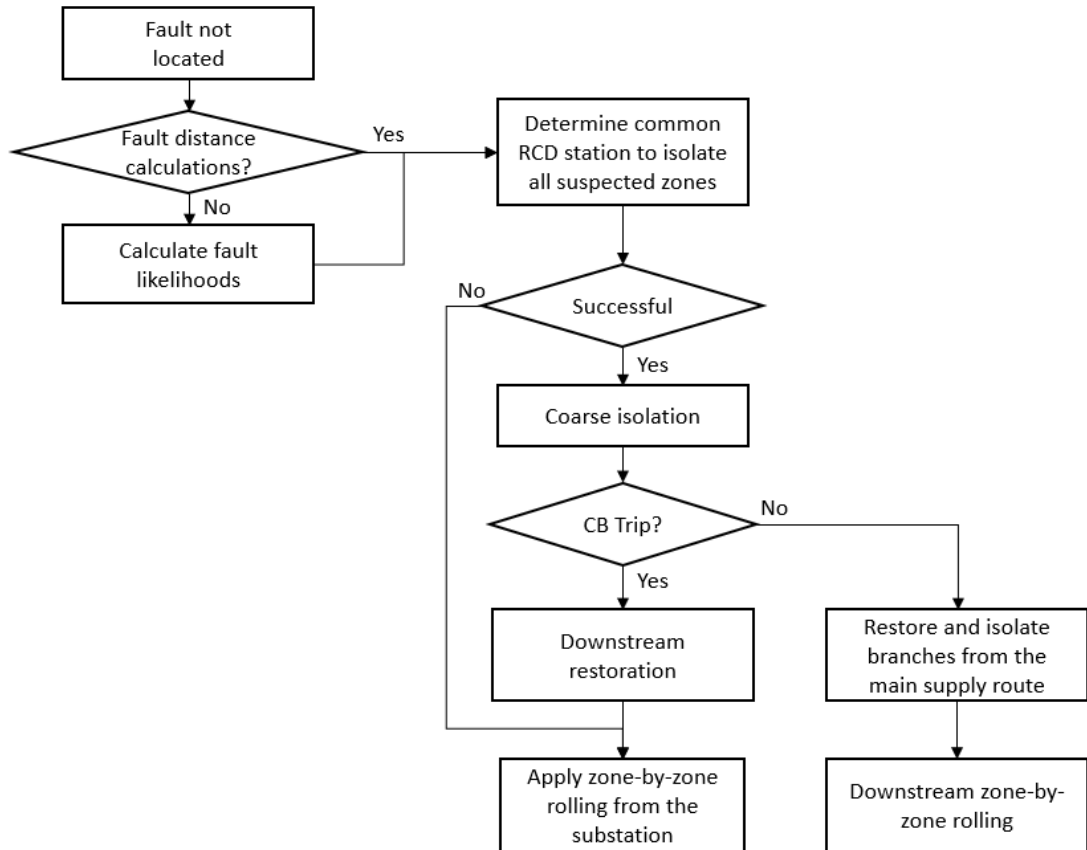 Fault not
located
Fault distance
calculations?
Yes
No
Calculate fault
likelihoods
Determine common
RCD station to isolate
all suspected zones
Successful
No
Yes
Coarse isolation
CB Trip?
No
Yes
Downstream
restoration
Restore and isolate
branches from the
main supply route
Apply zone-by-zone
rolling from the
substation
Downstream zone-by-
zone rolling